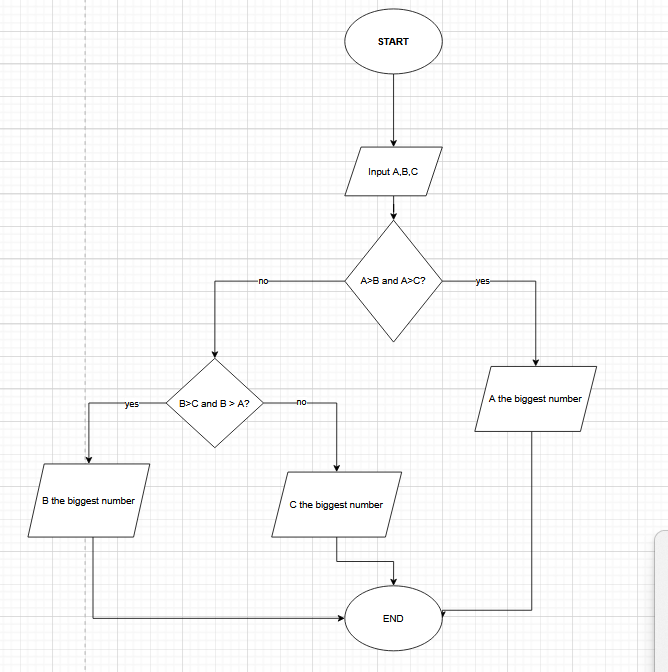 START
Input A,B,C
A>B and A>C?
no
yes
B>C and B > A?
yes
no
A the biggest number
B the biggest number
C the biggest number
END